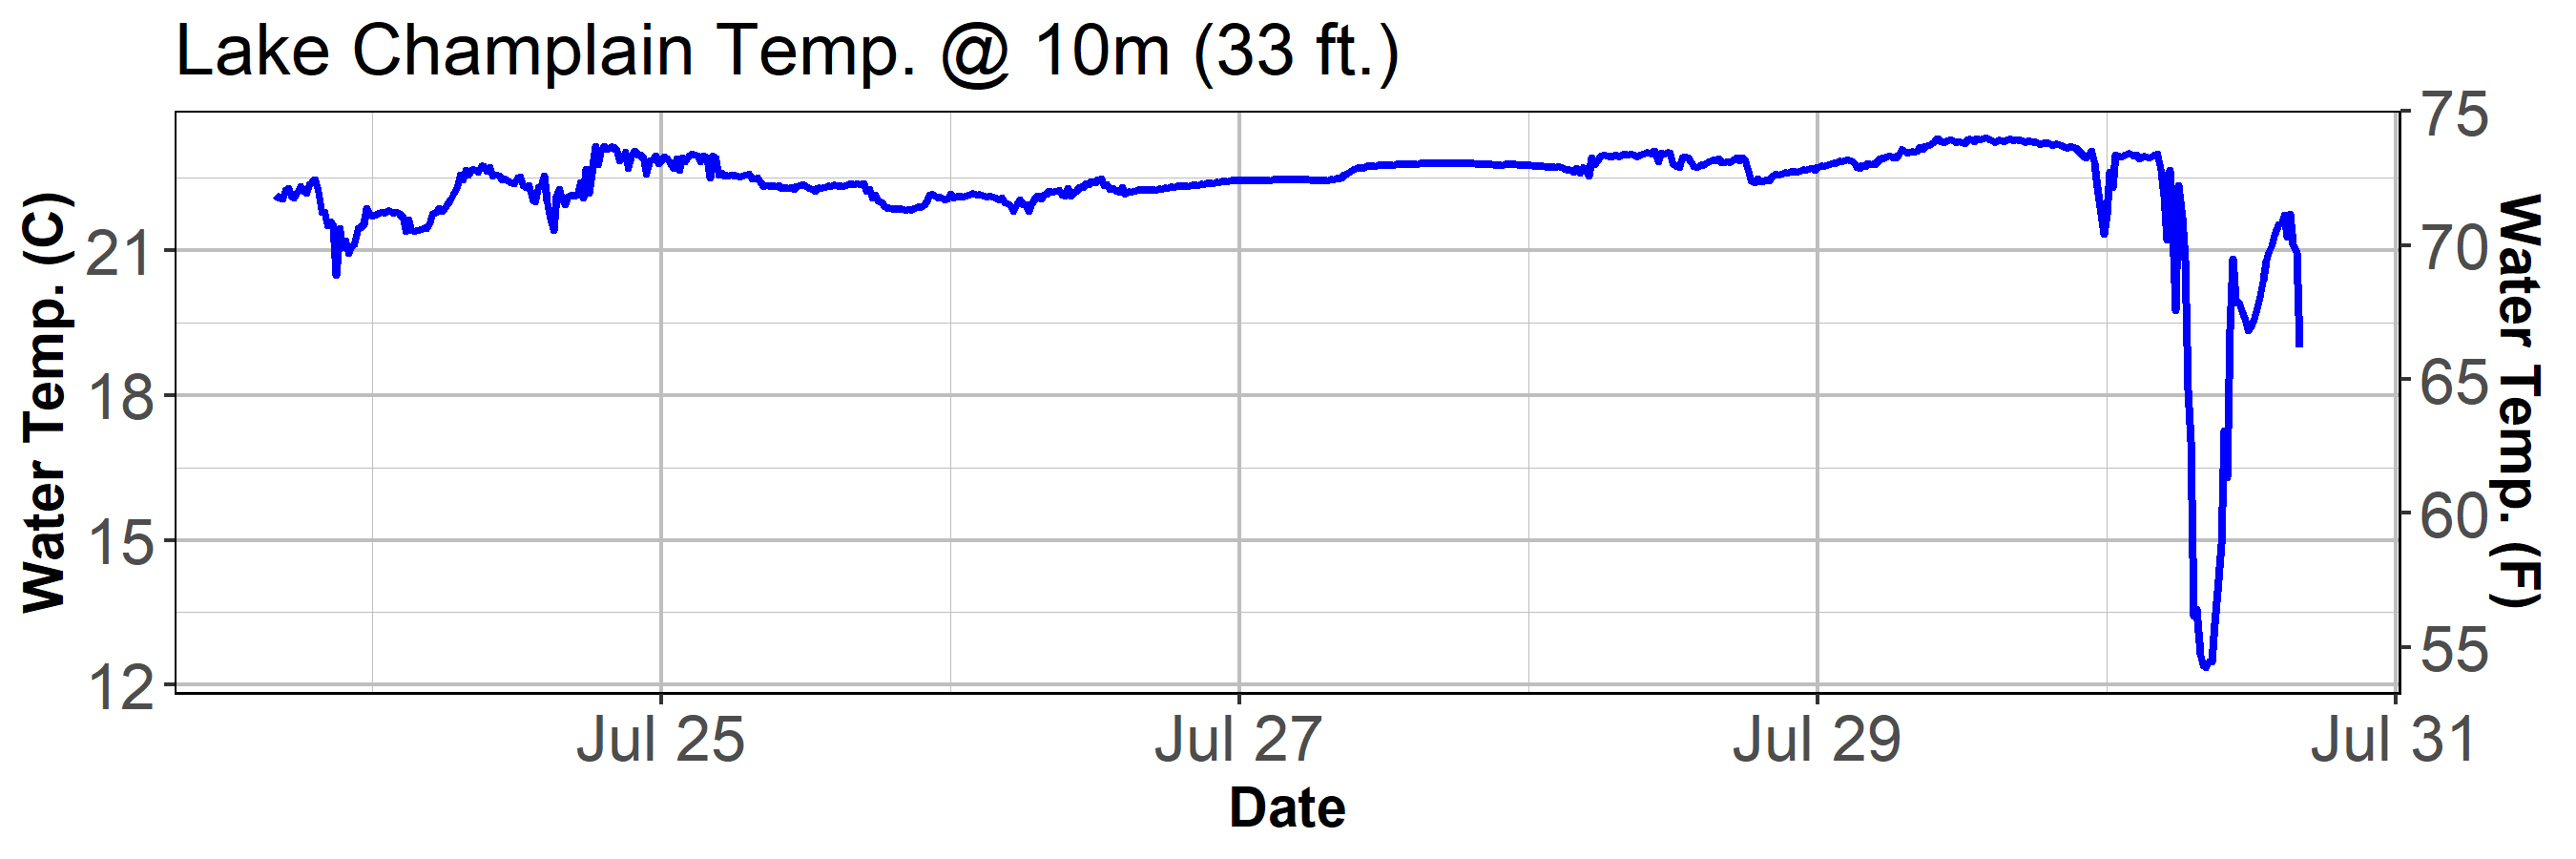 Lake Champlain Temp. @ 10m (33 ft.)
Water Temp. (C)
21
18
15
12
75
70
65
60
55
Water Temp. (F)
Jul 25
Jul 27
Jul 29
Jul 31
Date